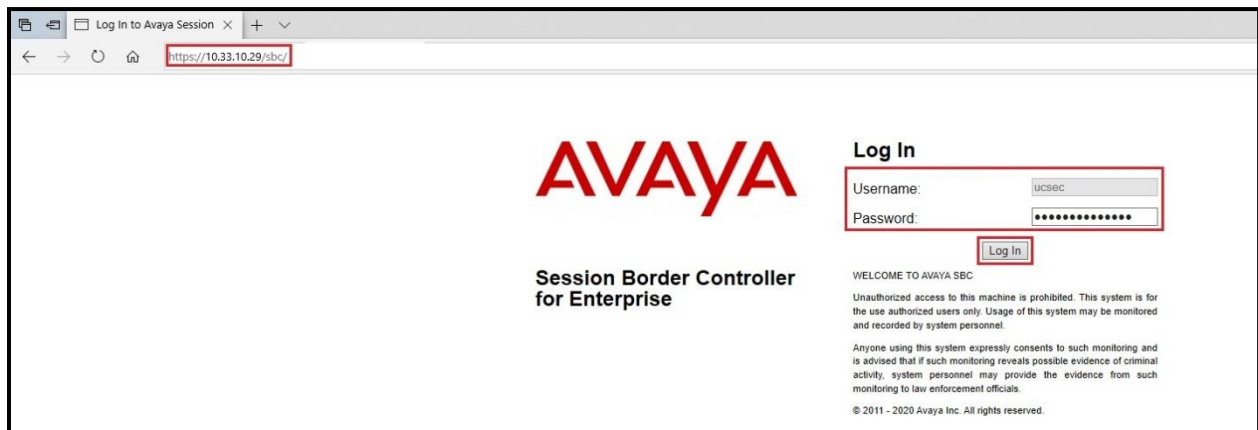 Log In to Avaya Session
https://10.33.10.29/sbc/
AVAYA
Session Border Controller
for Enterprise
Log In
Username:
ucsec
Password:
Log In
WELCOME TO AVAYA SBC
Unauthorized access to this machine is prohibited. This system is for
the use authorized users only. Usage of this system may be monitored
and recorded by system personnel.
Anyone using this system expressly consents to such monitoring and
is advised that if such monitoring reveals possible evidence of criminal
activity, system personnel may provide the evidence from such
monitoring to law enforcement officials.
© 2011 - 2020 Avaya Inc. All rights reserved.